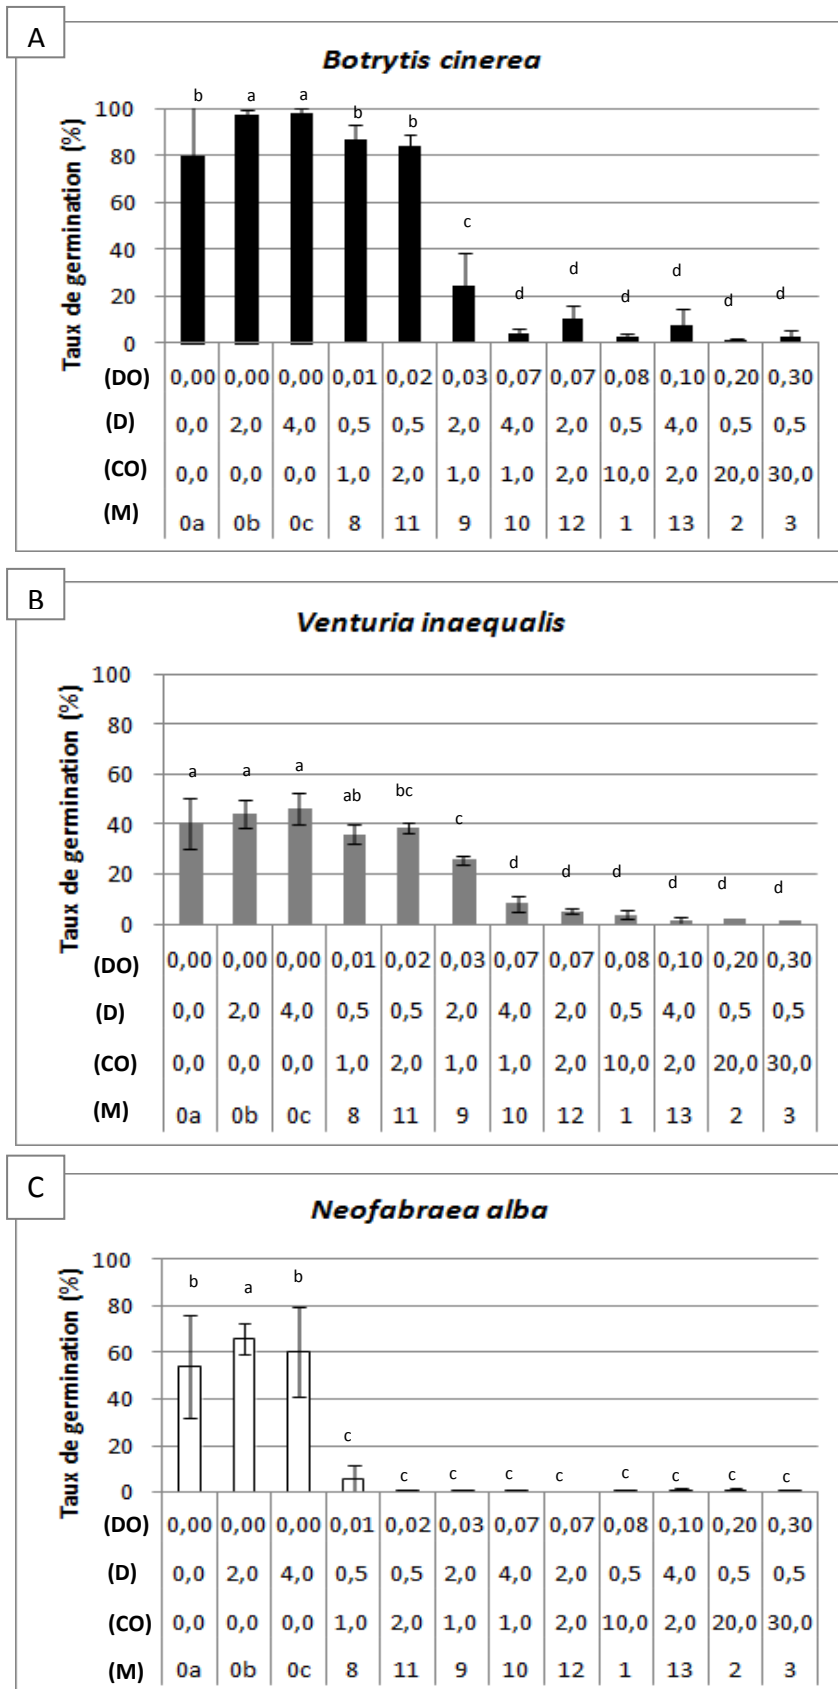 A
Botrytis cinerea
Taux de germination (%)
100
80
60
40
20
0
b a a b b c d d d d d d
(DO) 0,00 0,00 0,00 0,01 0,02 0,03 0,07 0,07 0,08 0,10 0,20 0,30
(D) 0,0 2,0 4,0 0,5 0,5 2,0 4,0 2,0 0,5 4,0 0,5 0,5
(CO) 0,0 0,0 0,0 1,0 2,0 1,0 1,0 2,0 10,0 2,0 20,0 30,0
(M) 0a 0b 0c 8 11 9 10 12 1 13 2 3
B
Venturia inaequalis
Taux de germination (%)
100
80
60
40
20
0
a a a ab bc c d d d d d d
(DO) 0,00 0,00 0,00 0,01 0,02 0,03 0,07 0,07 0,08 0,10 0,20 0,30
(D) 0,0 2,0 4,0 0,5 0,5 2,0 4,0 2,0 0,5 4,0 0,5 0,5
(CO) 0,0 0,0 0,0 1,0 2,0 1,0 1,0 2,0 10,0 2,0 20,0 30,0
(M) 0a 0b 0c 8 11 9 10 12 1 13 2 3
C
Neofabraea alba
Taux de germination (%)
100
80
60
40
20
0
b a b c c c c c c c c c
(DO) 0,00 0,00 0,00 0,01 0,02 0,03 0,07 0,07 0,08 0,10 0,20 0,30
(D) 0,0 2,0 4,0 0,5 0,5 2,0 4,0 2,0 0,5 4,0 0,5 0,5
(CO) 0,0 0,0 0,0 1,0 2,0 1,0 1,0 2,0 10,0 2,0 20,0 30,0
(M) 0a 0b 0c 8 11 9 10 12 1 13 2 3